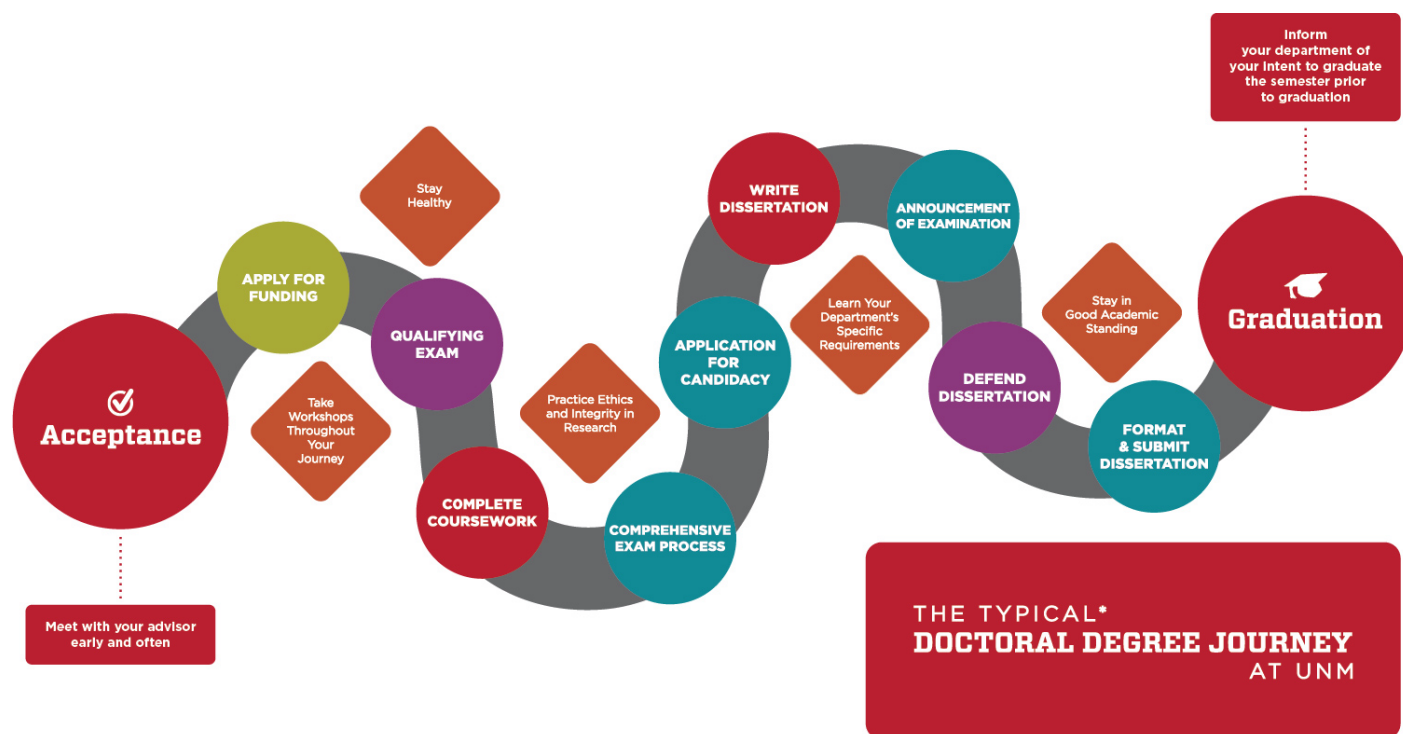 Inform
your department of
your intent to graduate
the semester prior
to graduation
Stay
Healthy
WRITE
DISSERTATION
ANNOUNCEMENT
OF EXAMINATION
APPLY FOR
FUNDING
QUALIFYING
EXAM
Learn Your
Department's
Specific
Requirements
Stay in
Good Academic
Standing
Graduation
Acceptance
Take
Workshops
Throughout
Your
Journey
Practice Ethics
and Integrity in
Research
APPLICATION
FOR
CANDIDACY
DEFEND
DISSERTATION
FORMAT
& SUBMIT
DISSERTATION
COMPLETE
COURSEWORK
COMPREHENSIVE
EXAM PROCESS
Meet with your advisor
early and often
THE TYPICAL*
DOCTORAL DEGREE JOURNEY
AT UNM